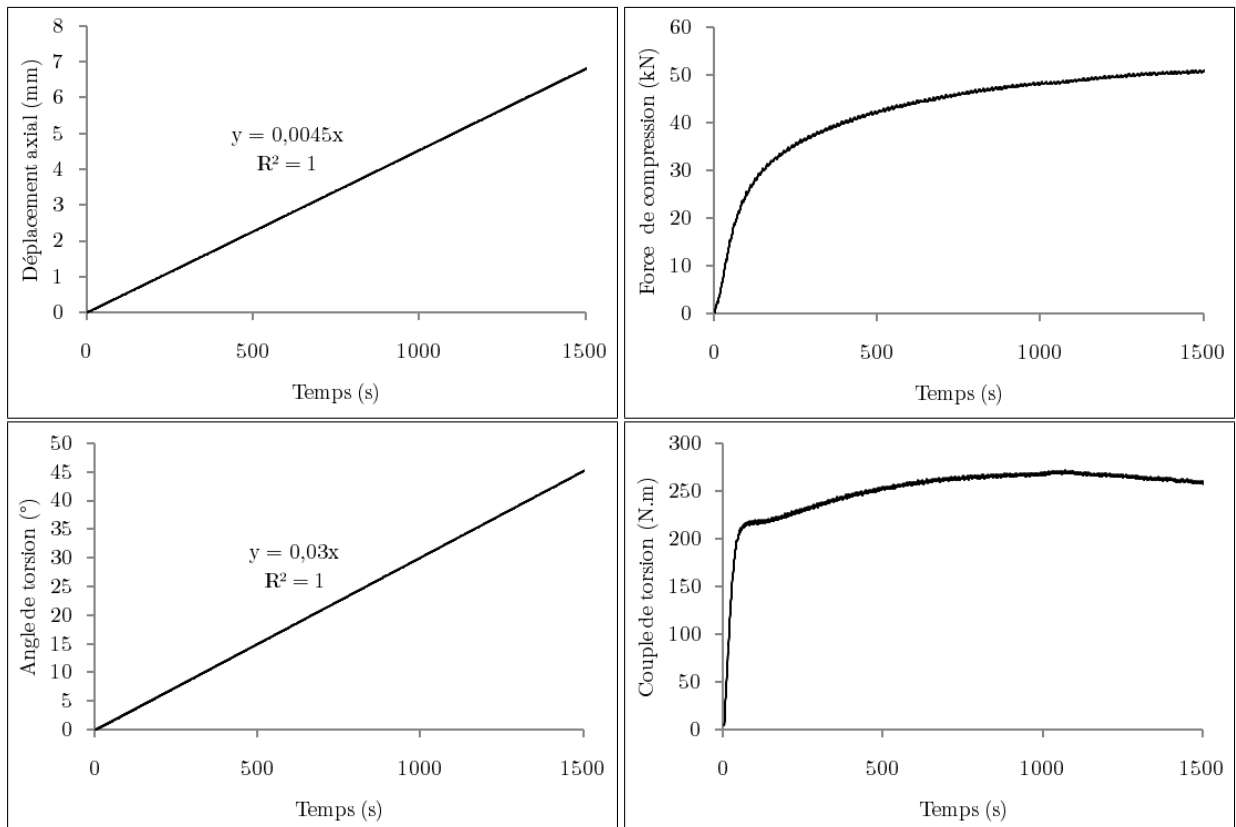 8
7
6
5
4
3
2
1
0
Déplacement axial (mm)
y = 0,0045x
R² = 1
0 500 1000 1500
Temps (s)
60
50
40
30
20
10
0
Force de compression (kN)
0 500 1000 1500
Temps (s)
50
45
40
35
30
25
20
15
10
5
0
Angle de torsion (°)
y = 0,03x
R² = 1
0 500 1000 1500
Temps (s)
300
250
200
150
100
50
0
Couple de torsion (N.m)
0 500 1000 1500
Temps (s)